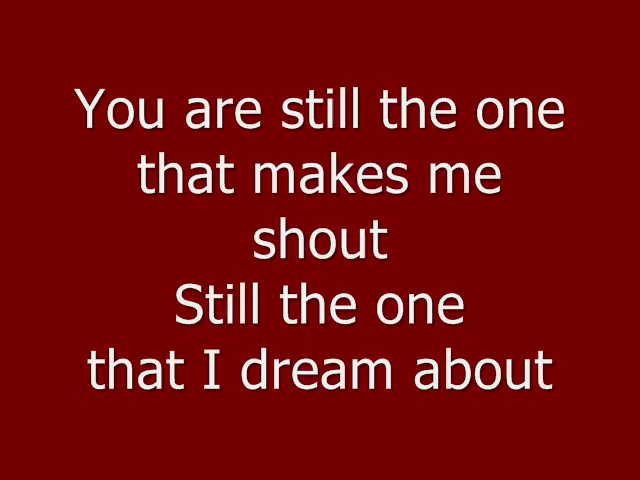 You are still the one
that makes me
shout
Still the one
that I dream about